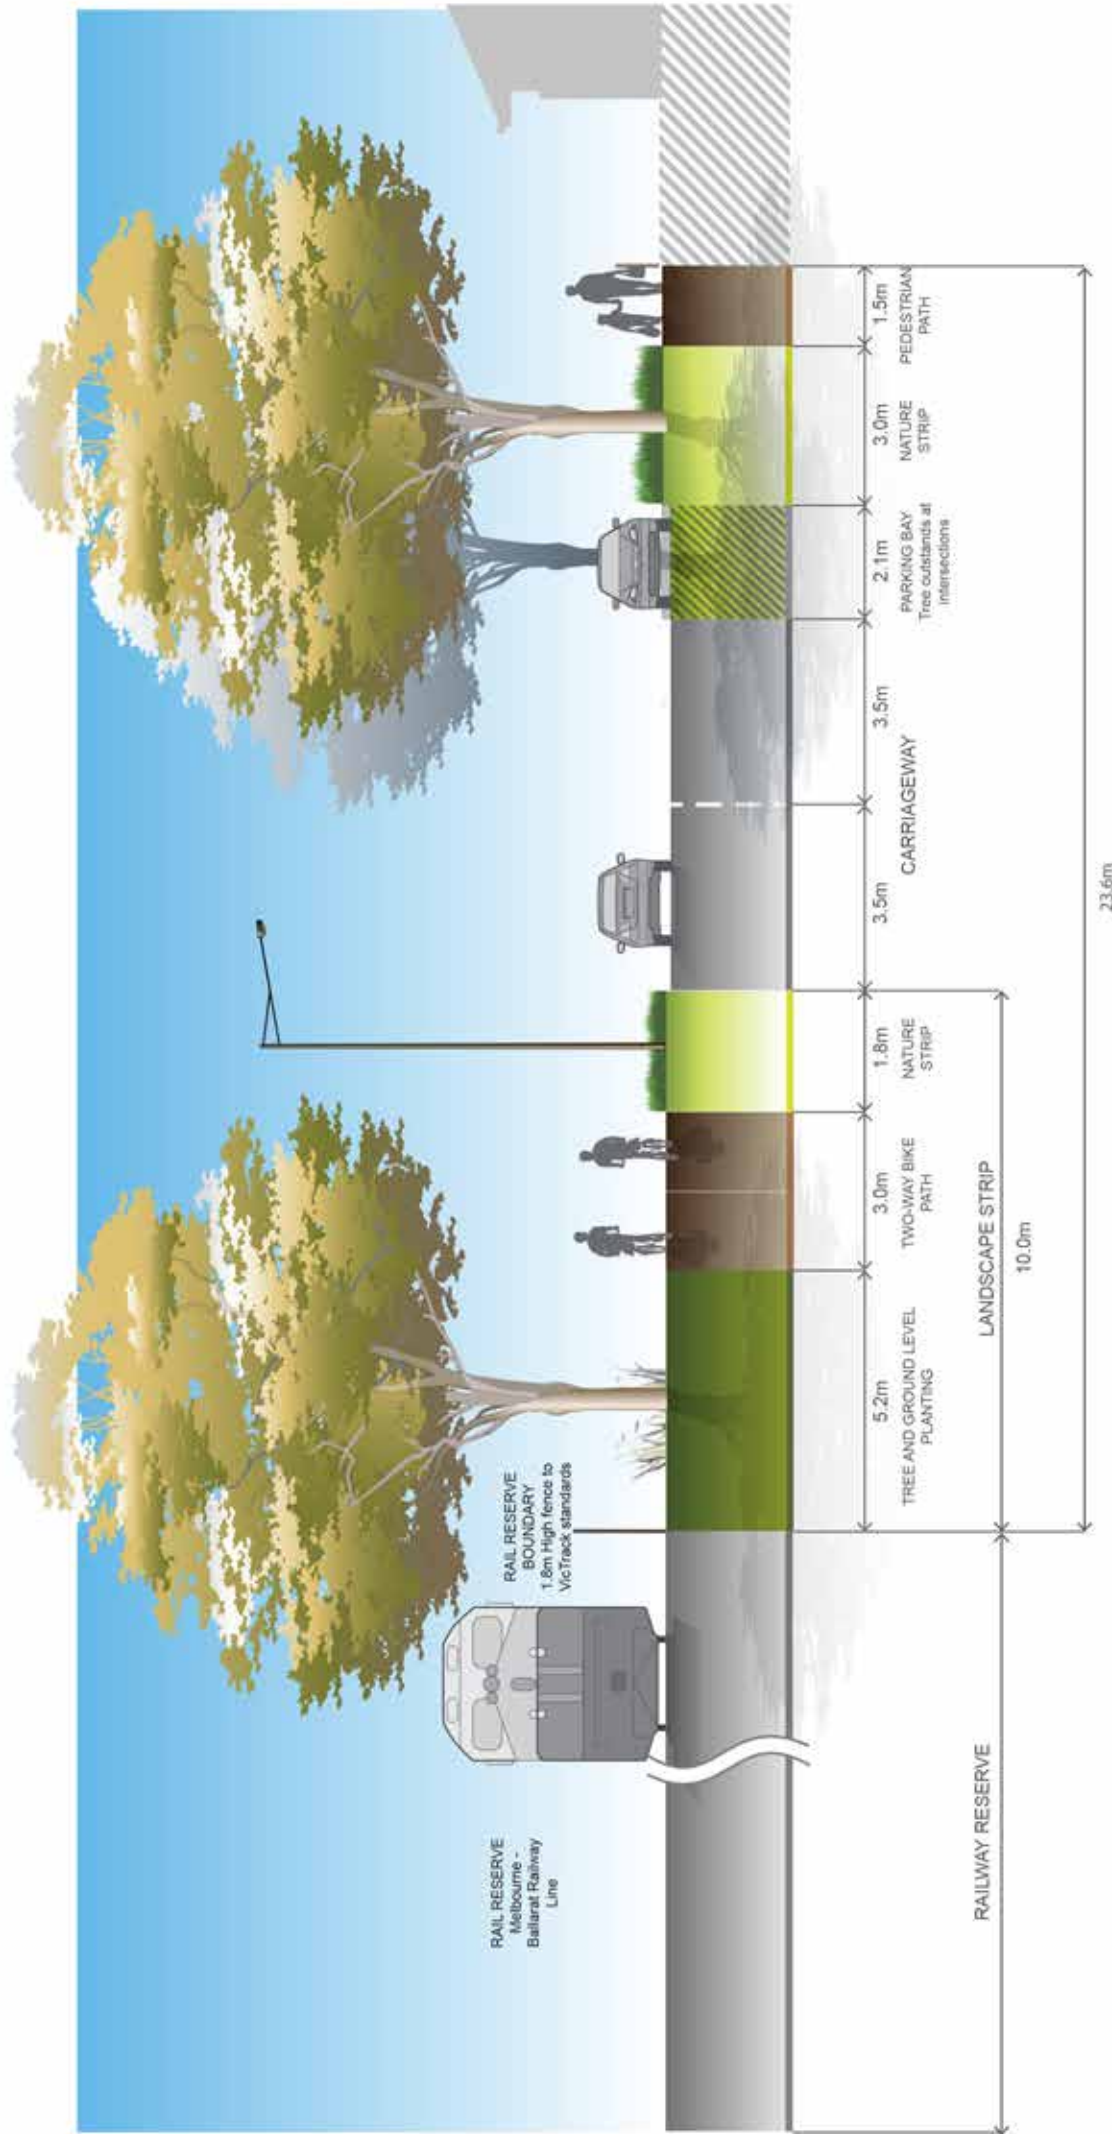 RAIL RESERVE
Melbourne -
Ballarat Railway
Line
RAIL RESERVE
BOUNDARY
1.8m High fence to
VicTrack standards
5.2m
TREE AND GROUND LEVEL
PLANTING
3.0m
TWO-WAY BIKE
PATH
1.8m
NATURE
STRIP
3.5m
CARRIAGEWAY
3.5m
2.1m
PARKING BAY
Tree outstands at
intersections
3.0m
NATURE
STRIP
1.5m
PEDESTRIAN
PATH
RAILWAY RESERVE
LANDSCAPE STRIP
10.0m
23.6m